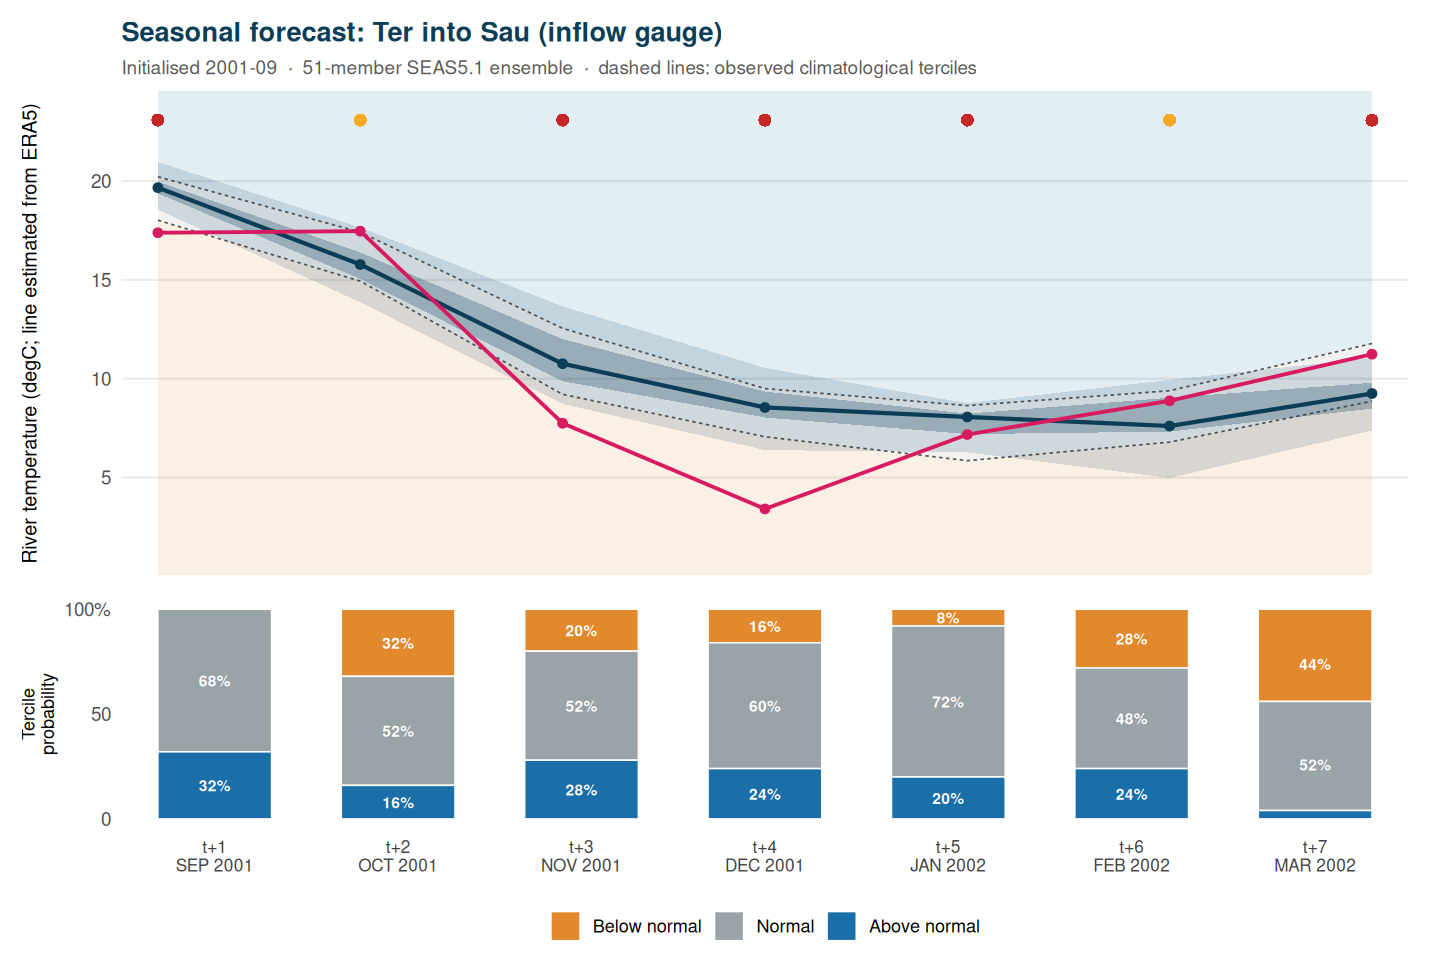 Seasonal forecast: Ter into Sau (inflow gauge)
Initialised 2001-09 · 51-member SEAS5.1 ensemble · dashed lines: observed climatological terciles
River temperature (degC; line estimated from ERA5)
20
15
10
5
Tercile
probability
100%
50
0
68%
32%
32%
52%
16%
20%
52%
28%
16%
60%
24%
8%
72%
20%
28%
48%
24%
44%
52%
t+1
SEP 2001
t+2
OCT 2001
t+3
NOV 2001
t+4
DEC 2001
t+5
JAN 2002
t+6
FEB 2002
t+7
MAR 2002
Below normal Normal Above normal